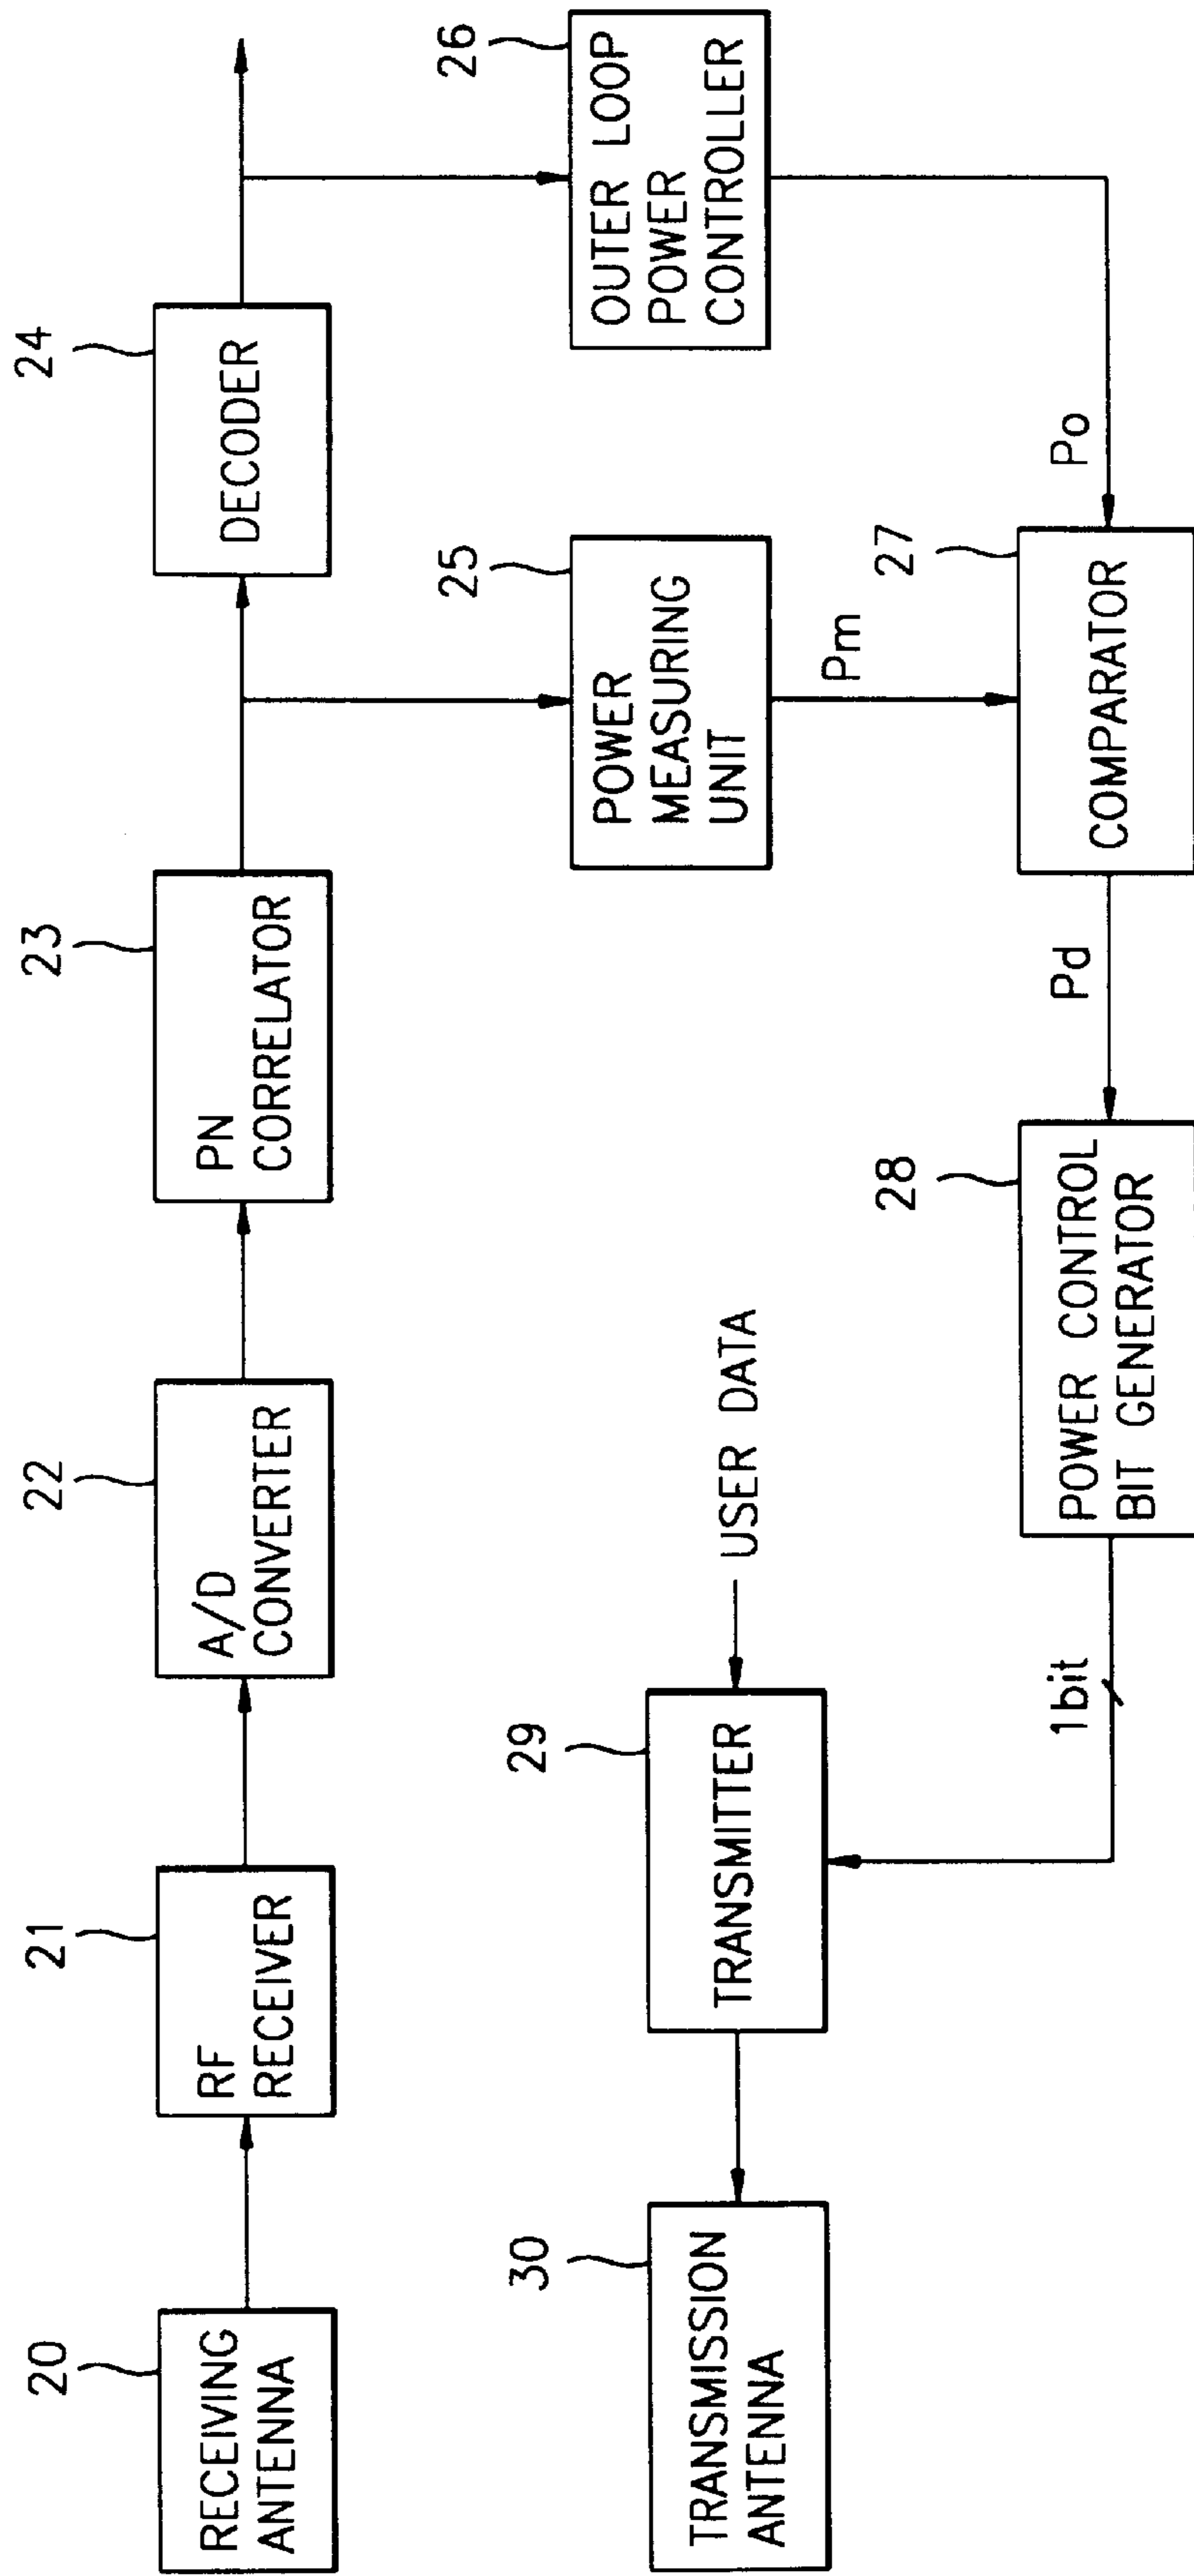 20
RECEIVING
ANTENNA
21
RF
RECEIVER
22
A/D
CONVERTER
23
PN
CORRELATOR
24
DECODER
25
POWER
MEASURING
UNIT
26
OUTER LOOP
POWER
CONTROLLER
Pm
Po
27
COMPARATOR
Pd
28
POWER CONTROL
BIT GENERATOR
1bit
USER DATA
29
TRANSMITTER
30
TRANSMISSION
ANTENNA